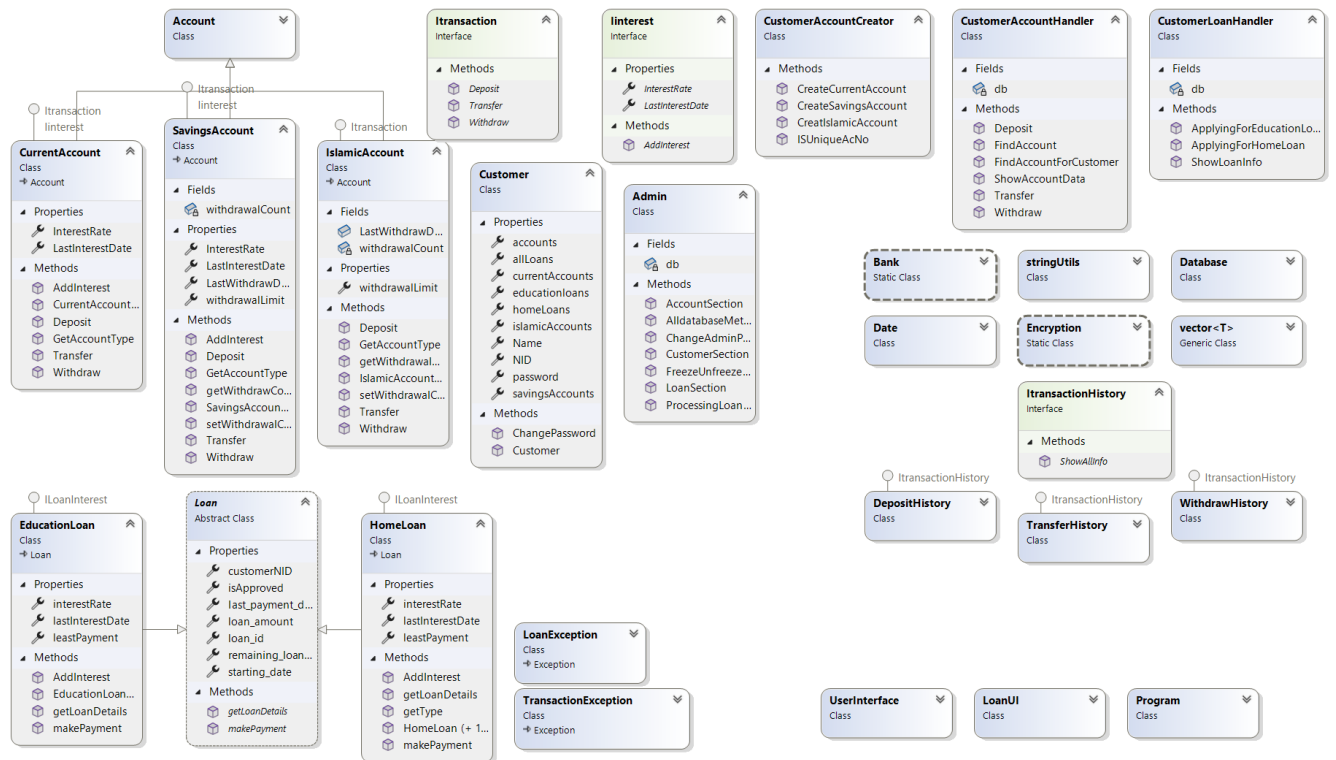 Account
Class
Itransaction
Interface
Methods
Deposit
Transfer
Withdraw
Iinterest
Interface
Properties
InterestRate
LastInterestDate
Methods
AddInterest
CustomerAccountCreator
Class
Methods
CreateCurrentAccount
CreateSavingsAccount
CreatIslamicAccount
ISUniqueAcNo
CustomerAccountHandler
Class
Fields
db
Methods
Deposit
FindAccount
FindAccountForCustomer
ShowAccountData
Transfer
Withdraw
CustomerLoanHandler
Class
Fields
db
Methods
ApplyingForEducationLo...
ApplyingForHomeLoan
ShowLoanInfo
Itransaction
Iinterest
CurrentAccount
Class
Account
Properties
InterestRate
LastInterestDate
Methods
AddInterest
CurrentAccount...
Deposit
GetAccountType
Transfer
Withdraw
Itransaction
Iinterest
SavingsAccount
Class
Account
Fields
withdrawalCount
Properties
InterestRate
LastInterestDate
LastWithdrawD...
withdrawalLimit
Methods
AddInterest
Deposit
GetAccountType
getWithdrawCo...
SavingsAccoun...
setWithdrawalC...
Transfer
Withdraw
Itransaction
IslamicAccount
Class
Account
Fields
LastWithdrawD...
withdrawalCount
Properties
withdrawalLimit
Methods
Deposit
GetAccountType
getWithdrawal...
IslamicAccount...
setWithdrawalC...
Transfer
Withdraw
Customer
Class
Properties
accounts
allLoans
currentAccounts
educationloans
homeLoans
islamicAccounts
Name
NID
password
savingsAccounts
Methods
ChangePassword
Customer
Admin
Class
Fields
db
Methods
AccountSection
AlldatabaseMet...
ChangeAdminP...
CustomerSection
FreezeUnfreeze...
LoanSection
ProcessingLoan...
Bank
Static Class
stringUtils
Class
Database
Class
Date
Class
Encryption
Static Class
vector<T>
Generic Class
ItransactionHistory
Interface
Methods
ShowAllInfo
ItransactionHistory
DepositHistory
Class
ItransactionHistory
TransferHistory
Class
ItransactionHistory
WithdrawHistory
Class
ILoanInterest
EducationLoan
Class
Loan
Properties
interestRate
lastInterestDate
leastPayment
Methods
AddInterest
EducationLoan...
getLoanDetails
makePayment
Loan
Abstract Class
Properties
customerNID
isApproved
last_payment_d...
loan_amount
loan_id
remaining_loan...
starting_date
Methods
getLoanDetails
makePayment
ILoanInterest
HomeLoan
Class
Loan
Properties
interestRate
lastInterestDate
leastPayment
Methods
AddInterest
getLoanDetails
getType
HomeLoan (+ 1...
makePayment
LoanException
Class
Exception
TransactionException
Class
Exception
UserInterface
Class
LoanUI
Class
Program
Class